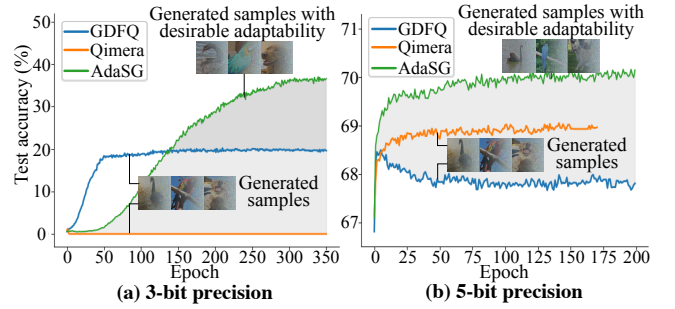 Generated samples with
desirable adaptability
GDFQ
Qimera
AdaSG
Generated
samples
Test accuracy (%)
50
40
30
20
10
0
0
50
100
150
200
250
300
350
Epoch
(a) 3-bit precision
Generated samples with
desirable adaptability
GDFQ
Qimera
AdaSG
Generated
samples
71
70
69
68
67
0
25
50
75
100
125
150
175
200
Epoch
(b) 5-bit precision